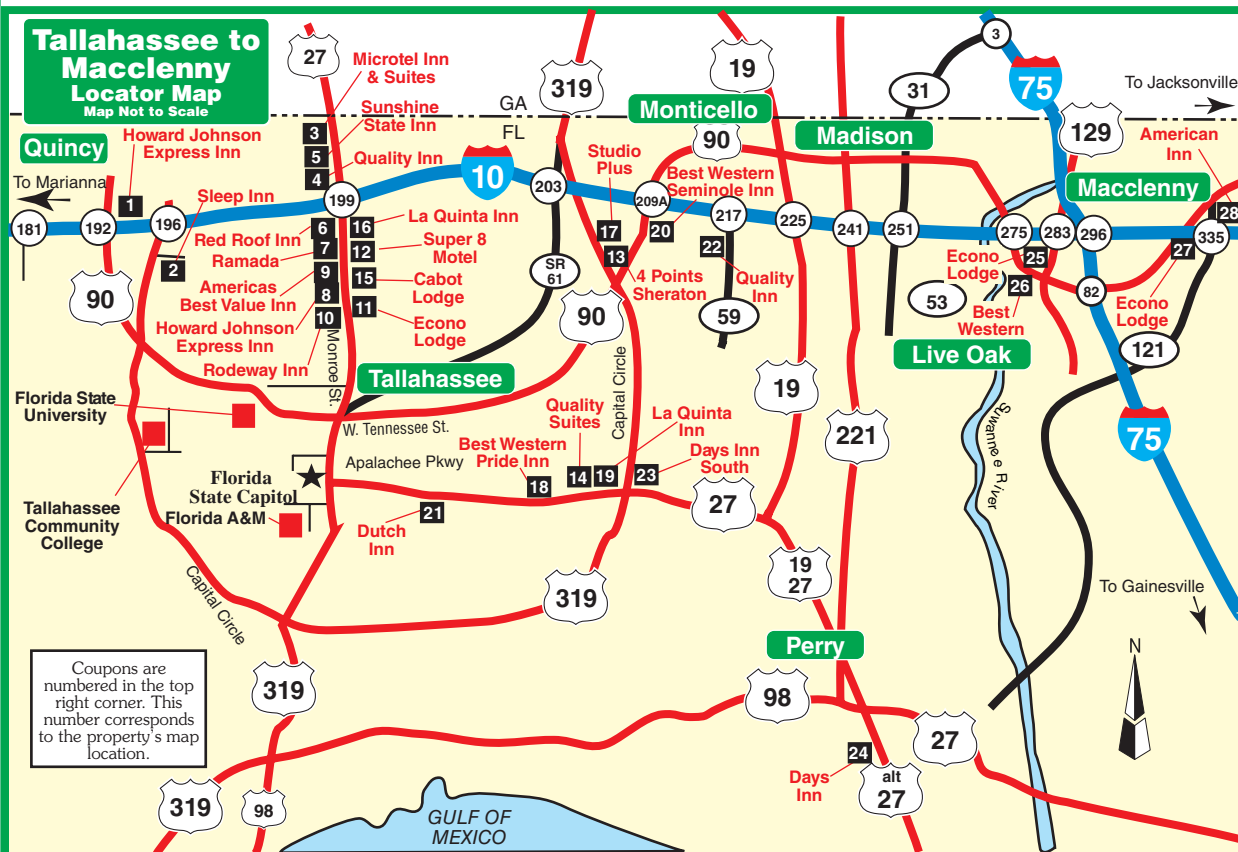 Tallahassee to
Macclenny
Locator Map
Map Not to Scale
27
Microtel Inn
& Suites
319
19
31
3
75
To Jacksonville
GA
FL
Monticello
90
Madison
129
American
Inn
Quincy
Howard Johnson
Express Inn
3
Sunshine
State Inn
5
Quality Inn
4
10
Studio
Plus
Best Western
Seminole Inn
Macclenny
To Marianna
1
Sleep Inn
199
203
209A
28
181
192
196
217
225
241
251
275
283
296
335
Red Roof Inn
6
16
La Quinta Inn
17
20
Ramada
7
12
Super 8
Motel
13
22
25
27
2
SR
61
4 Points
Sheraton
Quality
Inn
Econo
Lodge
26
90
Americas
Best Value Inn
9
15
Cabot
Lodge
53
82
Howard Johnson
Express Inn
8
11
Econo
Lodge
90
59
Best
Western
Econo
Lodge
Rodeway Inn
10
Monroe St.
Live Oak
121
Tallahassee
Capital Circle
19
Florida State
University
W. Tennessee St.
Quality
Suites
La Quinta
Inn
221
Suwannee River
75
Apalachee Pkwy
Best Western
Pride Inn
Days Inn
South
Florida
State Capitol
18
14
19
23
27
Tallahassee
Community
College
Florida A&M
21
Dutch
Inn
19
27
Capital Circle
319
To Gainesville
Perry
N
Coupons are
numbered in the top
right corner. This
number corresponds
to the property's map
location.
319
98
27
24
Days
Inn
alt
27
319
98
GULF OF
MEXICO